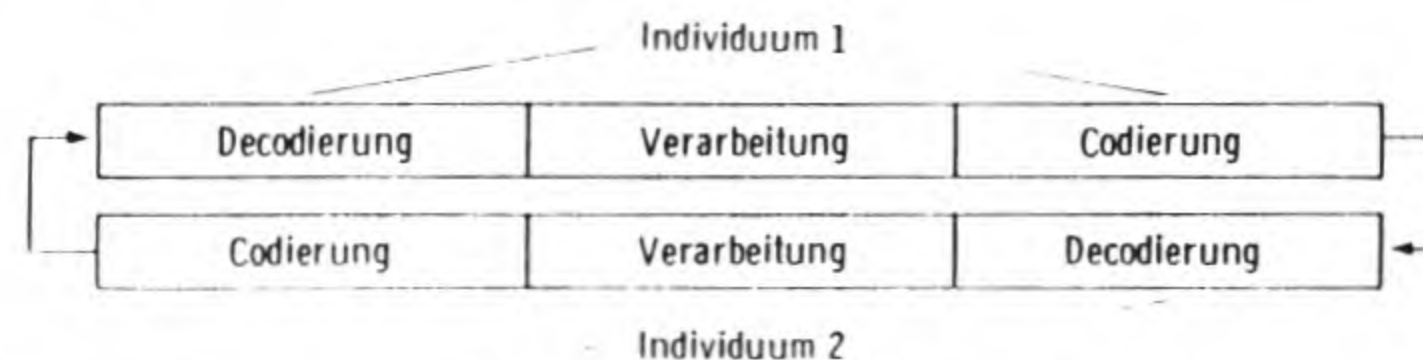 Individuum 1
Decodierung Verarbeitung Codierung
Codierung Verarbeitung Decodierung
Individuum 2